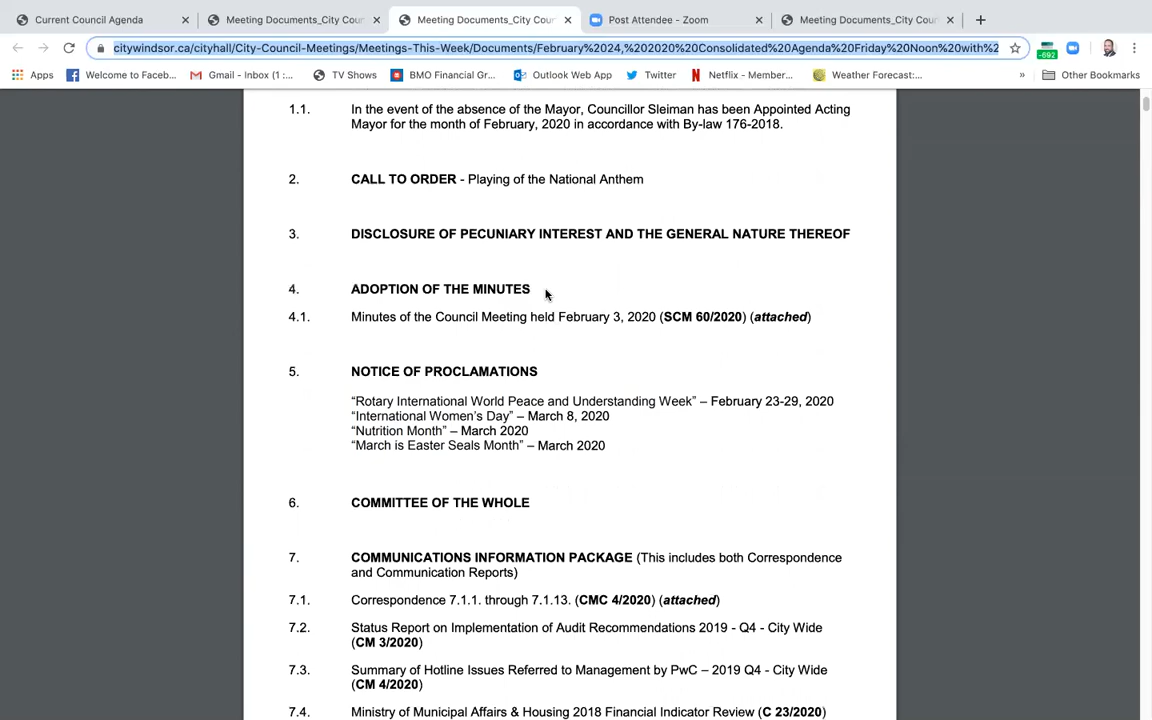 Current Council Agenda
Meeting Documents_City Cou
Meeting Documents_City Cou
Post Attendee - Zoom
Meeting Documents_City Cou
citywindsor.ca/cityhall/City-Council-Meetings/Meetings-This-Week/Documents/February%2024,%202020%20Consolidated%20Agenda%20Friday%20Noon%20with%2
-692
Apps
Welcome to Faceb...
Gmail - Inbox (1 :...
TV Shows
BMO Financial Gr...
Outlook Web App
Twitter
Netflix - Member...
Weather Forecast:...
»
Other Bookmarks
1.1. In the event of the absence of the Mayor, Councillor Sleiman has been Appointed Acting
Mayor for the month of February, 2020 in accordance with By-law 176-2018.
2. CALL TO ORDER - Playing of the National Anthem
3. DISCLOSURE OF PECUNIARY INTEREST AND THE GENERAL NATURE THEREOF
4. ADOPTION OF THE MINUTES
4.1. Minutes of the Council Meeting held February 3, 2020 (SCM 60/2020) (attached)
5. NOTICE OF PROCLAMATIONS
“Rotary International World Peace and Understanding Week” – February 23-29, 2020
“International Women’s Day” – March 8, 2020
“Nutrition Month” – March 2020
“March is Easter Seals Month” – March 2020
6. COMMITTEE OF THE WHOLE
7. COMMUNICATIONS INFORMATION PACKAGE (This includes both Correspondence
and Communication Reports)
7.1. Correspondence 7.1.1. through 7.1.13. (CMC 4/2020) (attached)
7.2. Status Report on Implementation of Audit Recommendations 2019 - Q4 - City Wide
(CM 3/2020)
7.3. Summary of Hotline Issues Referred to Management by PwC – 2019 Q4 - City Wide
(CM 4/2020)
7.4. Ministry of Municipal Affairs & Housing 2018 Financial Indicator Review (C 23/2020)